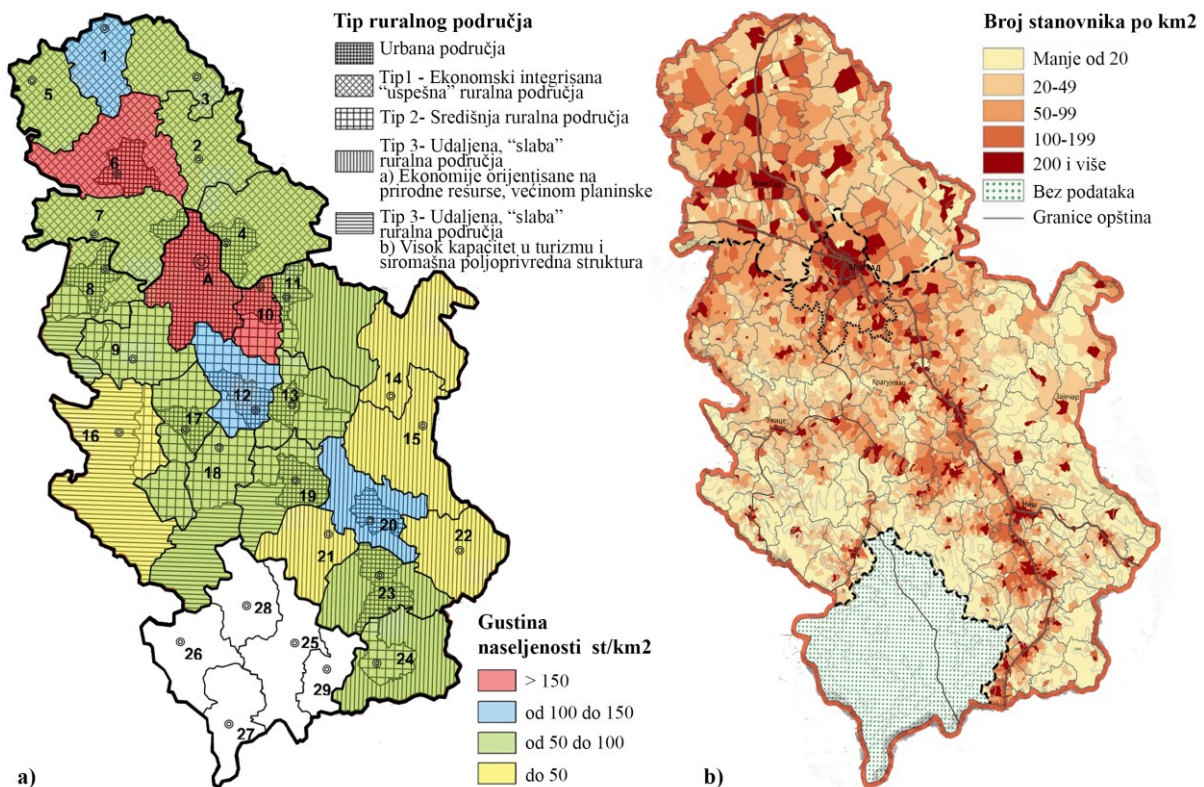 Tip ruralnog područja
Urbana područja
Tip1 - Ekonomski integrisana
“uspešna” ruralna područja
Tip 2- Središnja ruralna područja
Tip 3- Udaljena, “slaba”
ruralna područja
a) Ekonomije orijentisane na
prirodne resurse, većinom planinske
Tip 3- Udaljena, “slaba”
ruralna područja
b) Visok kapacitet u turizmu i
siromašna poljoprivredna struktura
1
5
3
2
6
7
4
A
8
11
10
9
12
13
14
15
16
17
18
19
20
21
22
23
24
28
25
26
29
27
Gustina
naseljenosti st/km2
> 150
od 100 do 150
od 50 do 100
do 50
a)
Broj stanovnika po km2
Manje od 20
20-49
50-99
100-199
200 i više
Bez podataka
Granice opština
БЕОГРАД
Крагујевац
Зајечар
Ужице
Ниш
b)